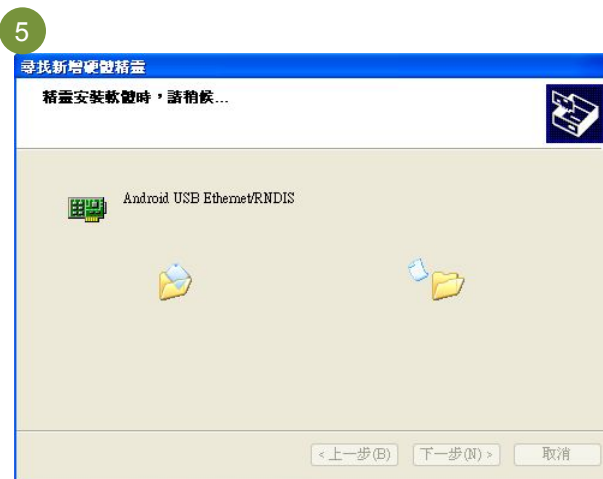 5
尋找新增硬體精靈
精靈安裝軟體時，請稍候...
Android USB Ethernet/RNDIS
<上一步(B)
下一步(N)>
取消